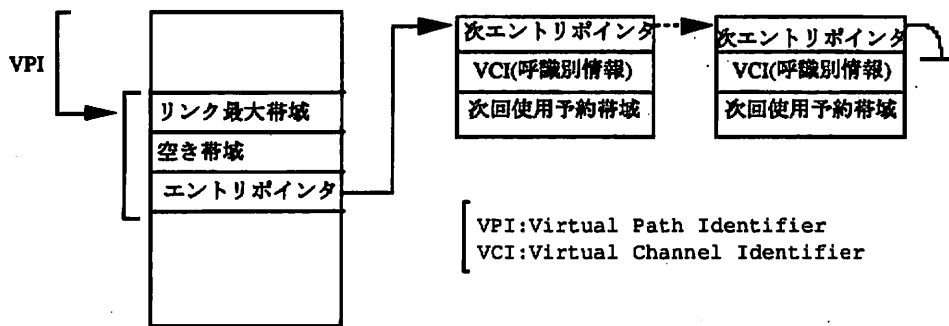 VPI
リンク最大帯域
空き帯域
エントリポインタ
次エントリポインタ
VCI(呼識別情報)
次回使用予約帯域
次エントリポインタ
VCI(呼識別情報)
次回使用予約帯域
VPI:Virtual Path Identifier
VCI:Virtual Channel Identifier